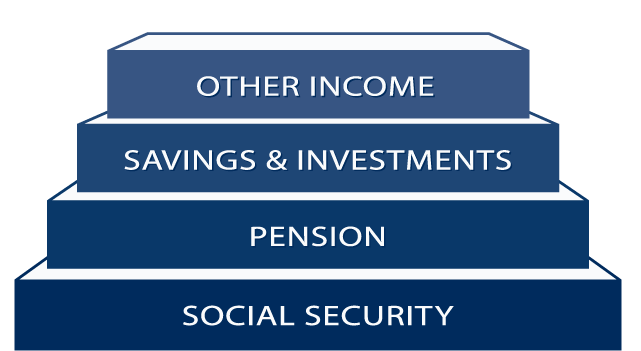 OTHER INCOME
SAVINGS & INVESTMENTS
PENSION
SOCIAL SECURITY